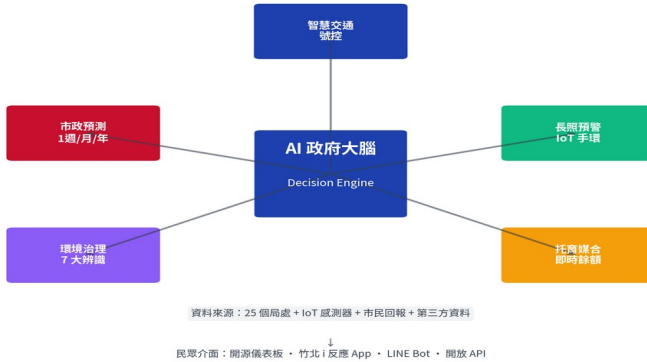 智慧交通
號控
市政預測
1週/月/年
長照預警
IoT 手環
AI 政府大腦
Decision Engine
環境治理
7 大辨識
托育媒合
即時餘額
資料來源：25 個局處 + IoT 感測器 + 市民回報 + 第三方資料
↓
民眾介面：開源儀表板 · 竹北 i 反應 App · LINE Bot · 開放 API